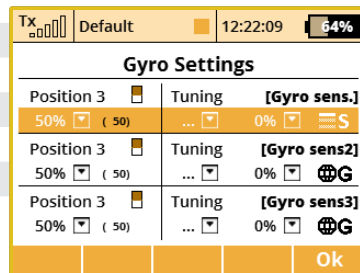 Tx Default 12:22:09 64%
Gyro Settings
Position 3 Tuning [Gyro sens.]
50% ( 50) ... 0% S
Position 3 Tuning [Gyro sens2]
50% ( 50) ... 0% G
Position 3 Tuning [Gyro sens3]
50% ( 50) ... 0% G
Ok